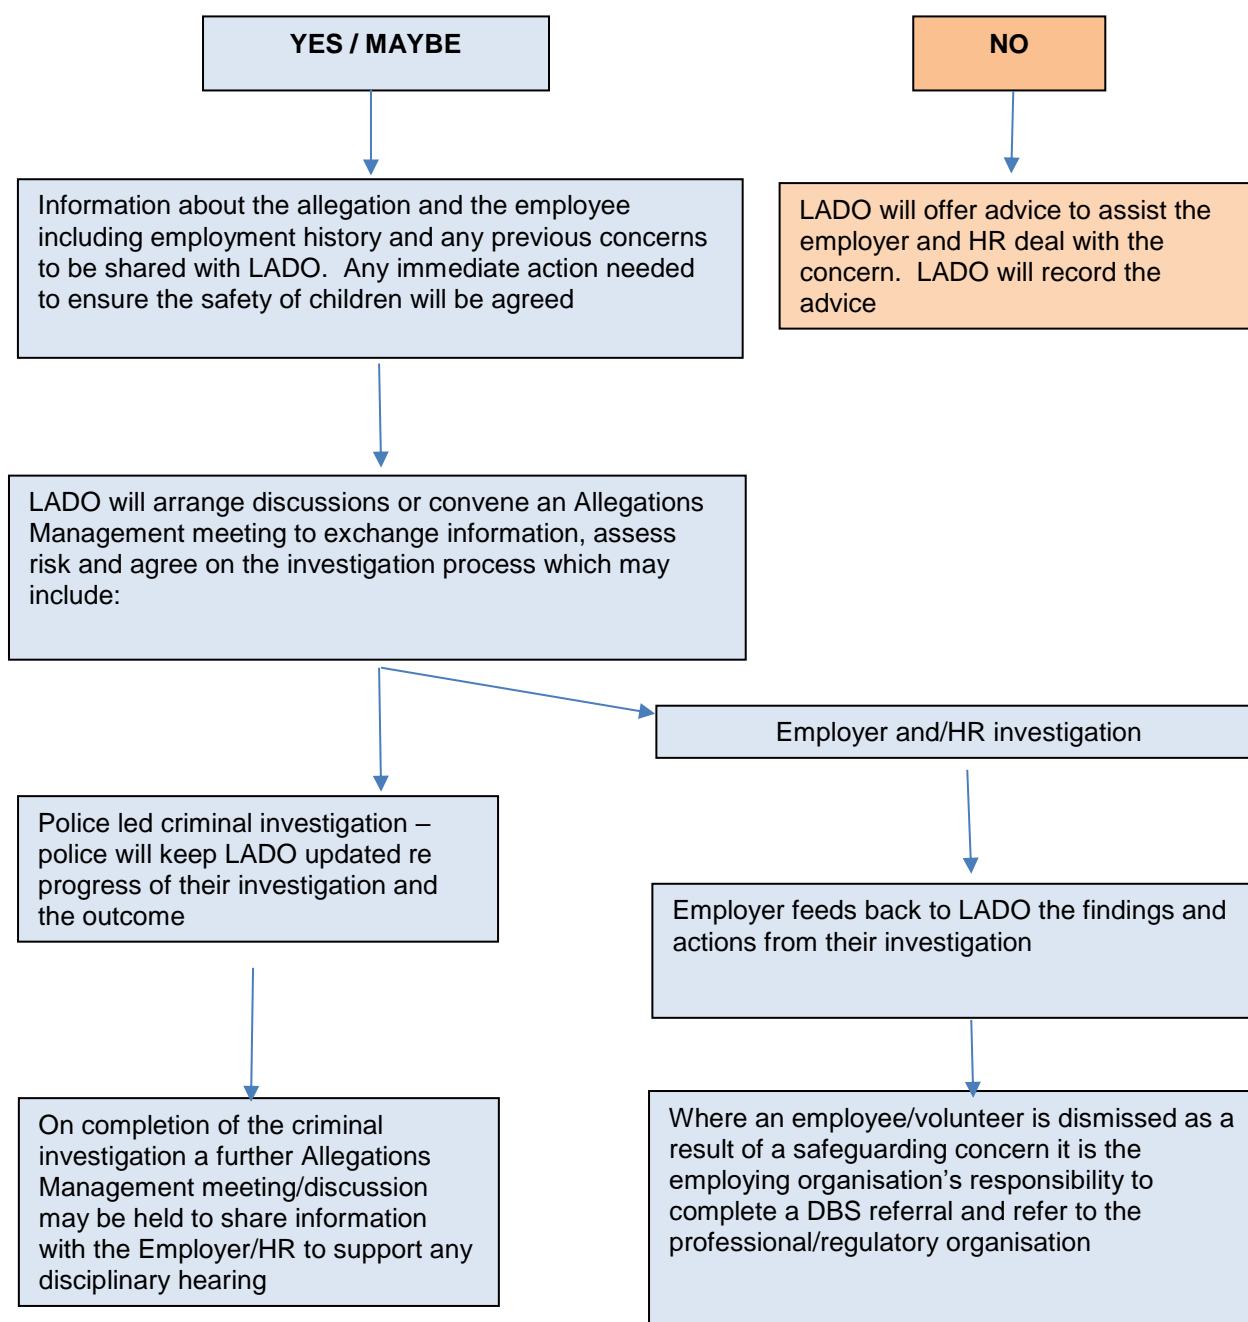 YES / MAYBE
NO
Information about the allegation and the employee
including employment history and any previous concerns
to be shared with LADO.  Any immediate action needed
to ensure the safety of children will be agreed
LADO will offer advice to assist the
employer and HR deal with the
concern.  LADO will record the
advice
LADO will arrange discussions or convene an Allegations
Management meeting to exchange information, assess
risk and agree on the investigation process which may
include:
Employer and/HR investigation
Police led criminal investigation –
police will keep LADO updated re
progress of their investigation and
the outcome
Employer feeds back to LADO the findings and
actions from their investigation
On completion of the criminal
investigation a further Allegations
Management meeting/discussion
may be held to share information
with the Employer/HR to support any
disciplinary hearing
Where an employee/volunteer is dismissed as a
result of a safeguarding concern it is the
employing organisation’s responsibility to
complete a DBS referral and refer to the
professional/regulatory organisation